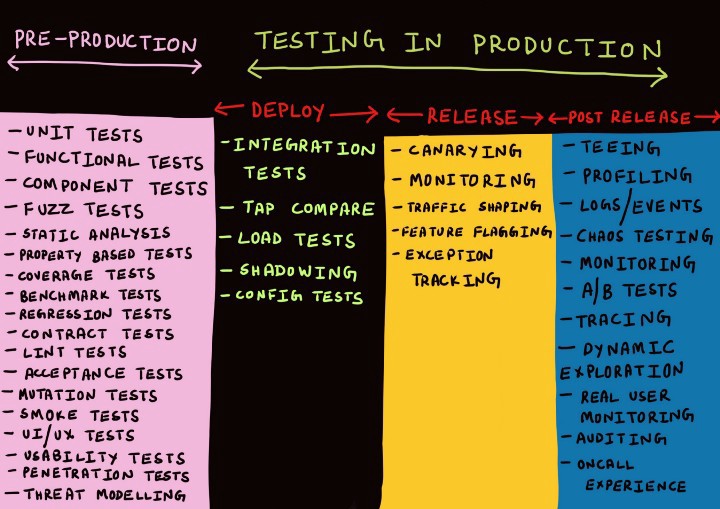 PRE-PRODUCTION
TESTING IN PRODUCTION
DEPLOY
RELEASE
POST RELEASE
- UNIT TESTS
- FUNCTIONAL TESTS
- COMPONENT TESTS
- FUZZ TESTS
- STATIC ANALYSIS
- PROPERTY BASED TESTS
- COVERAGE TESTS
- BENCHMARK TESTS
- REGRESSION TESTS
- CONTRACT TESTS
- LINT TESTS
- ACCEPTANCE TESTS
- MUTATION TESTS
- SMOKE TESTS
- UI/UX TESTS
- USABILITY TESTS
- PENETRATION TESTS
- THREAT MODELLING
- INTEGRATION
TESTS
- TAP COMPARE
- LOAD TESTS
- SHADOWING
- CONFIG TESTS
- CANARYING
- MONITORING
- TRAFFIC SHAPING
- FEATURE FLAGGING
- EXCEPTION
TRACKING
- TEEING
- PROFILING
- LOGS/EVENTS
- CHAOS TESTING
- MONITORING
- A/B TESTS
- TRACING
- DYNAMIC
EXPLORATION
- REAL USER
MONITORING
- AUDITING
- ONCALL
EXPERIENCE